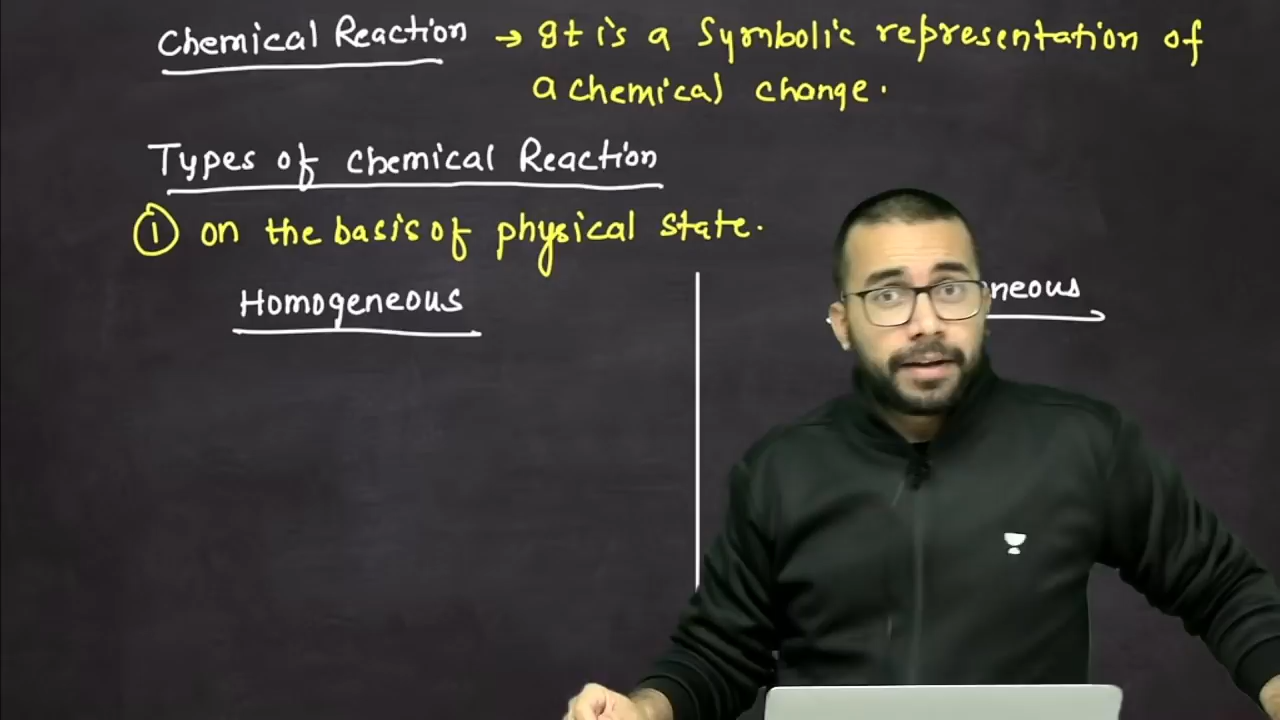 Chemical Reaction → It is a Symbolic representation of
a chemical change.
Types of chemical Reaction
① on the basis of physical state.
Homogeneous